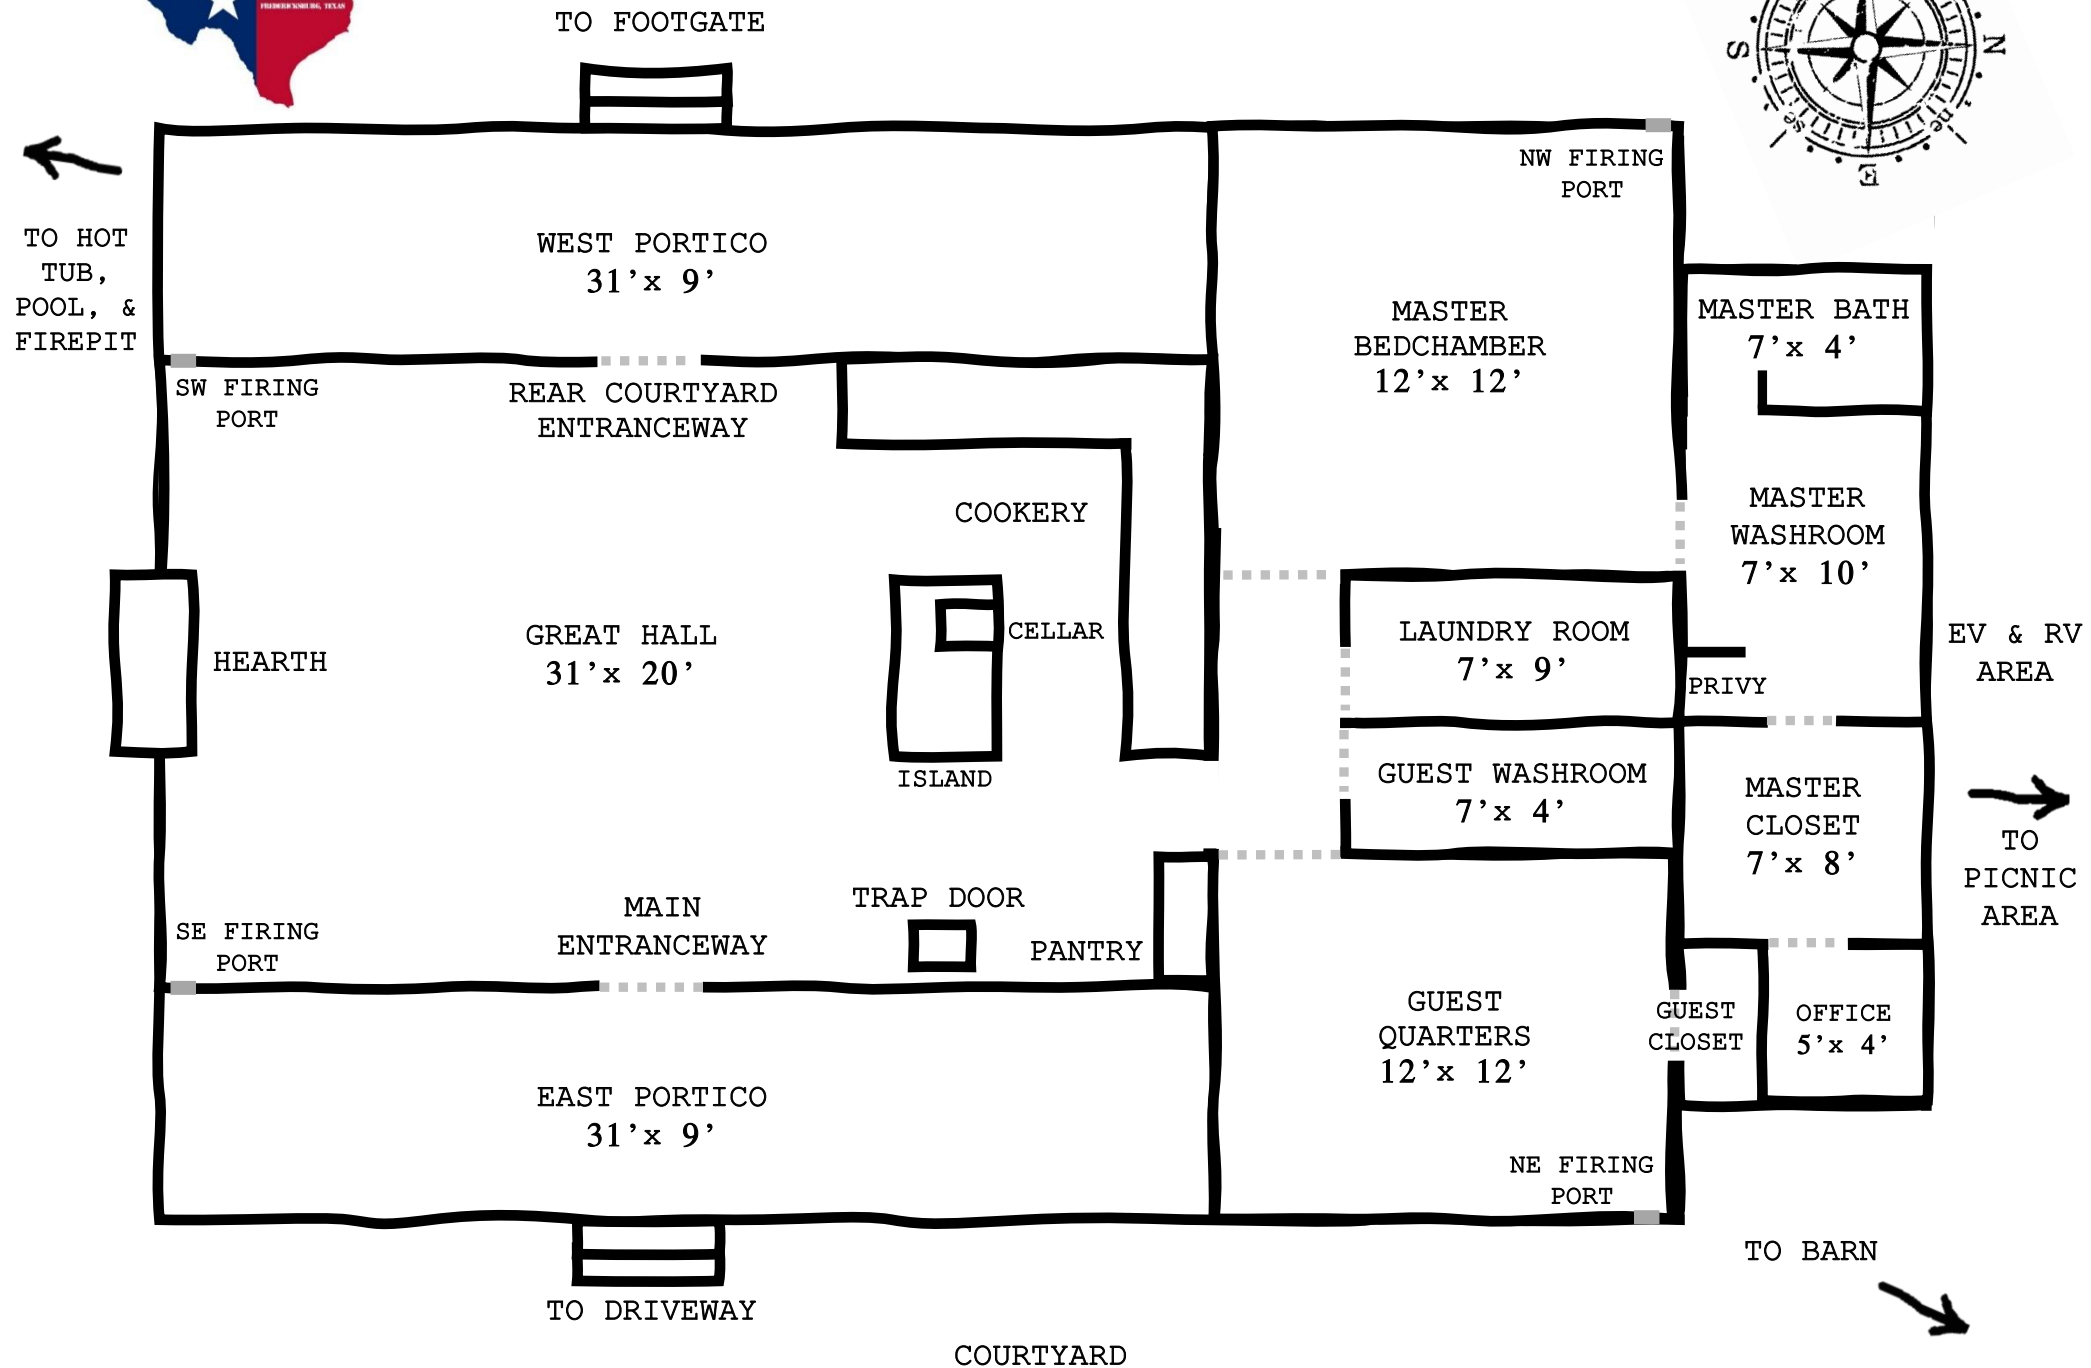 FREDERICKSBURG, TEXAS
TO FOOTGATE
S
N
se
ne
E
NW FIRING
PORT
TO HOT
TUB,
POOL, &
FIREPIT
WEST PORTICO
31’x 9’
MASTER
BEDCHAMBER
12’x 12’
MASTER BATH
7’x 4’
SW FIRING
PORT
REAR COURTYARD
ENTRANCEWAY
COOKERY
MASTER
WASHROOM
7’x 10’
HEARTH
GREAT HALL
31’x 20’
CELLAR
ISLAND
LAUNDRY ROOM
7’x 9’
PRIVY
EV & RV
AREA
GUEST WASHROOM
7’x 4’
MASTER
CLOSET
7’x 8’
TO
PICNIC
AREA
SE FIRING
PORT
MAIN
ENTRANCEWAY
TRAP DOOR
PANTRY
GUEST
QUARTERS
12’x 12’
GUEST
CLOSET
OFFICE
5’x 4’
EAST PORTICO
31’x 9’
NE FIRING
PORT
TO BARN
TO DRIVEWAY
COURTYARD